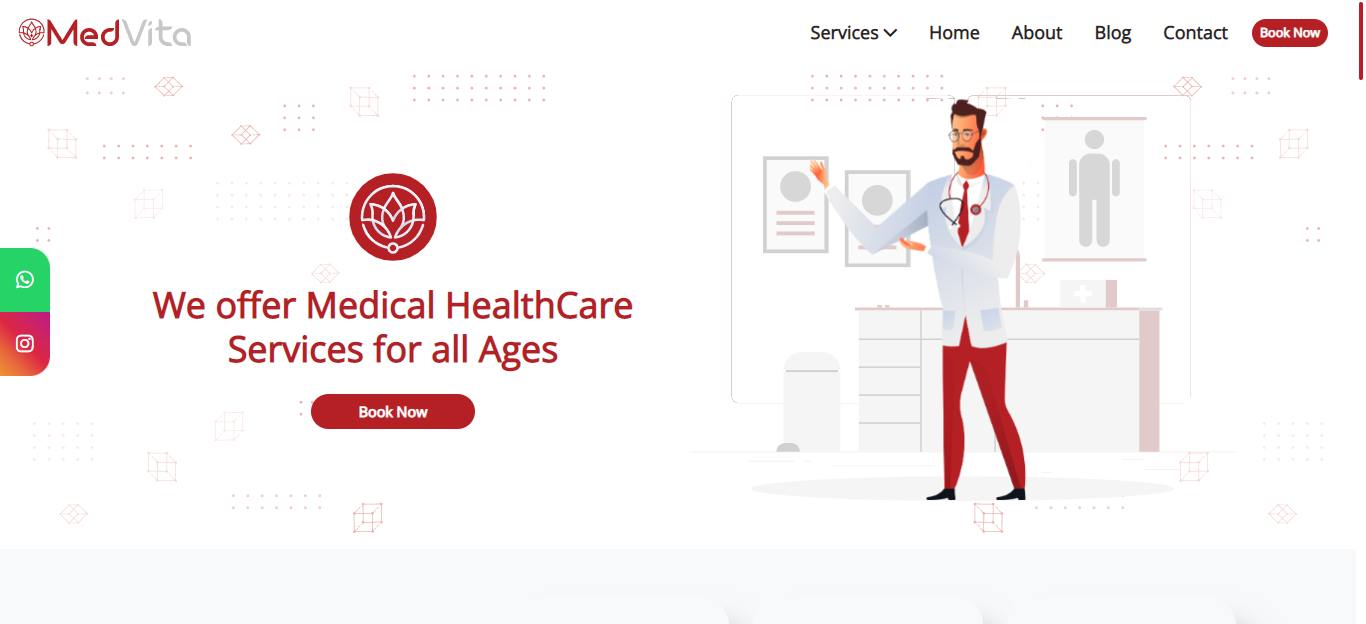 MedVita
Services
Home
About
Blog
Contact
Book Now
We offer Medical HealthCare
Services for all Ages
Book Now